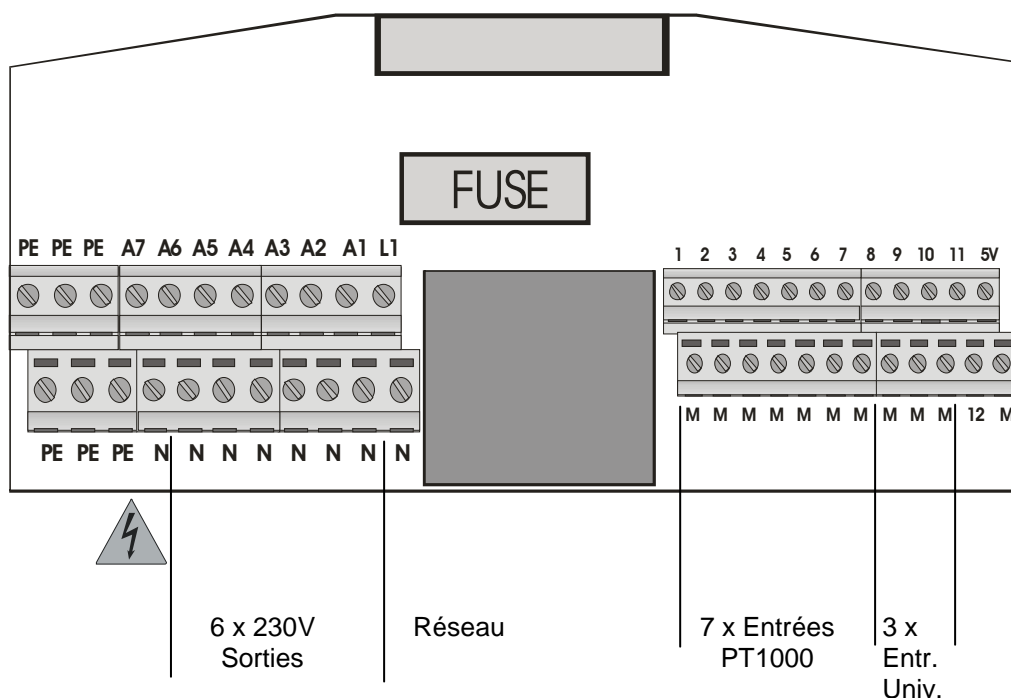 FUSE
PE PE PE A7 A6 A5 A4 A3 A2 A1 L1
1 2 3 4 5 6 7 8 9 10 11 5V
M M M M M M M M M M 12 M
PE PE PE N N N N N N N N
6 x 230V
Sorties
Réseau
7 x Entrées
PT1000
3 x
Entr.
Univ.